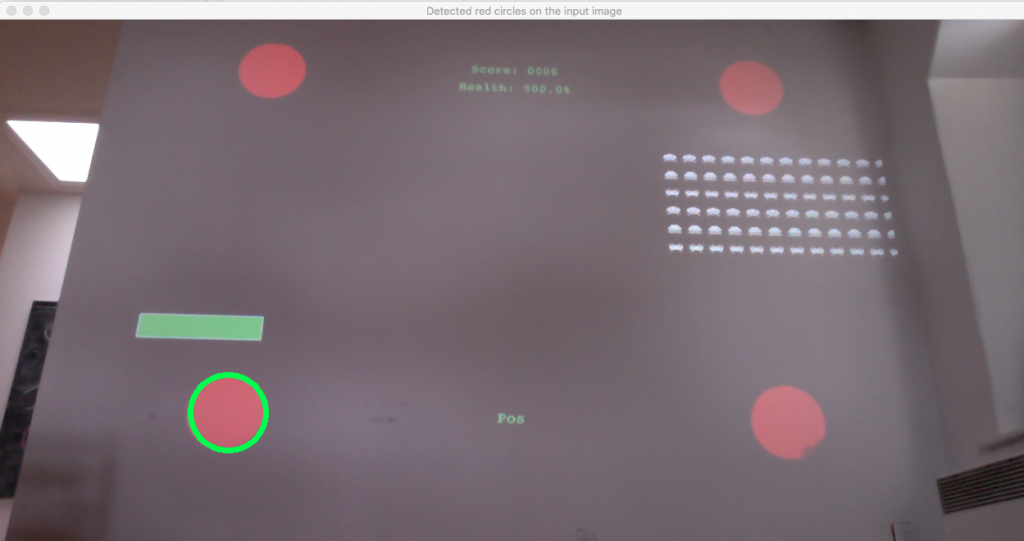 Detected red circles on the input image
Score: 0000
Health: 500.0%
Pos